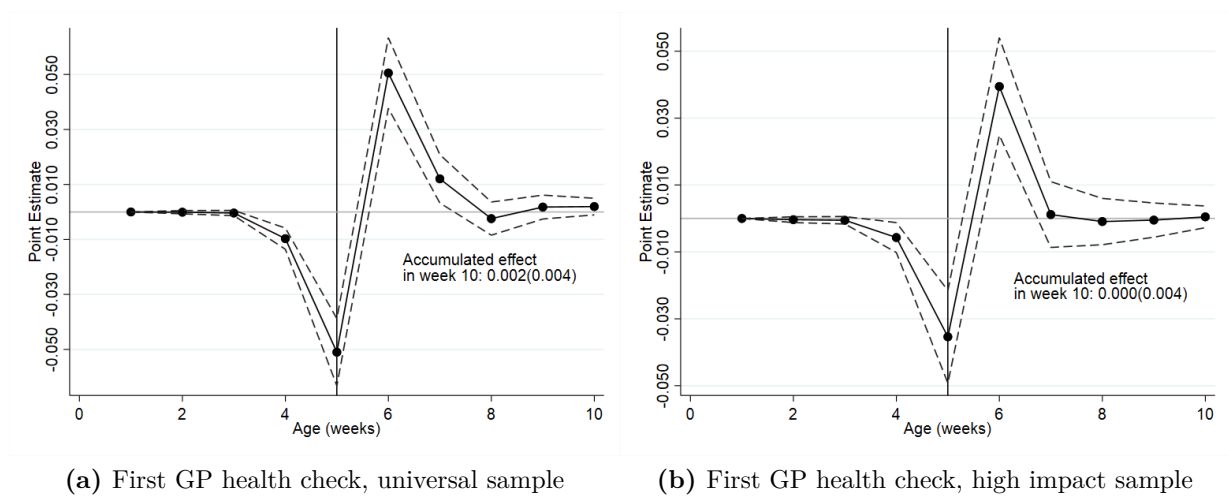 Point Estimate
0.050
0.030
0.010
-0.010
-0.030
-0.050
Accumulated effect
in week 10: 0.002(0.004)
0 2 4 6 8 10
Age (weeks)
(a) First GP health check, universal sample
Point Estimate
0.050
0.030
0.010
-0.010
-0.030
-0.050
Accumulated effect
in week 10: 0.000(0.004)
0 2 4 6 8 10
Age (weeks)
(b) First GP health check, high impact sample